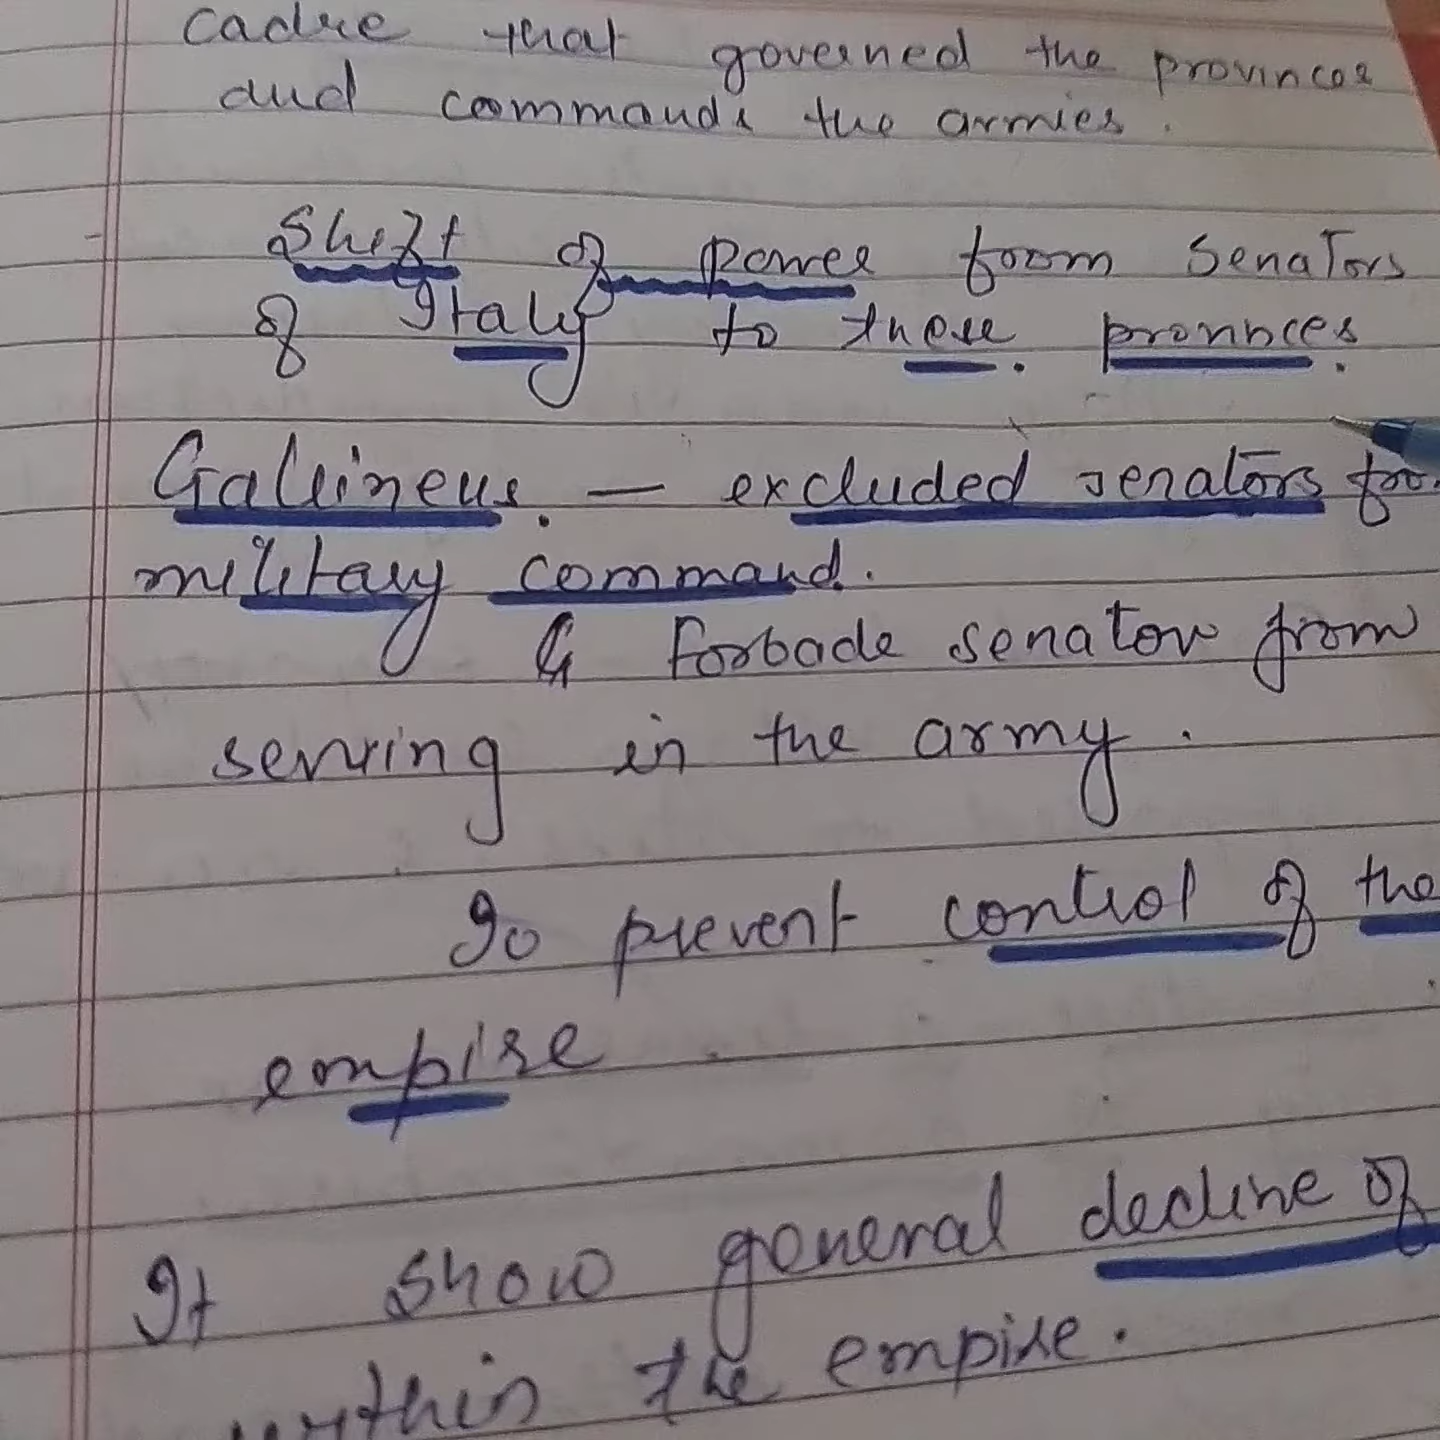 cadre that governed the provinces
and commands the armies.
Shift of power from senators
of Italy to these provinces.
Gallineus. — excluded senators from
military command.
↳ Forbade senator from
serving in the army.
To prevent control of the
empire
It show general decline of
within the empire.